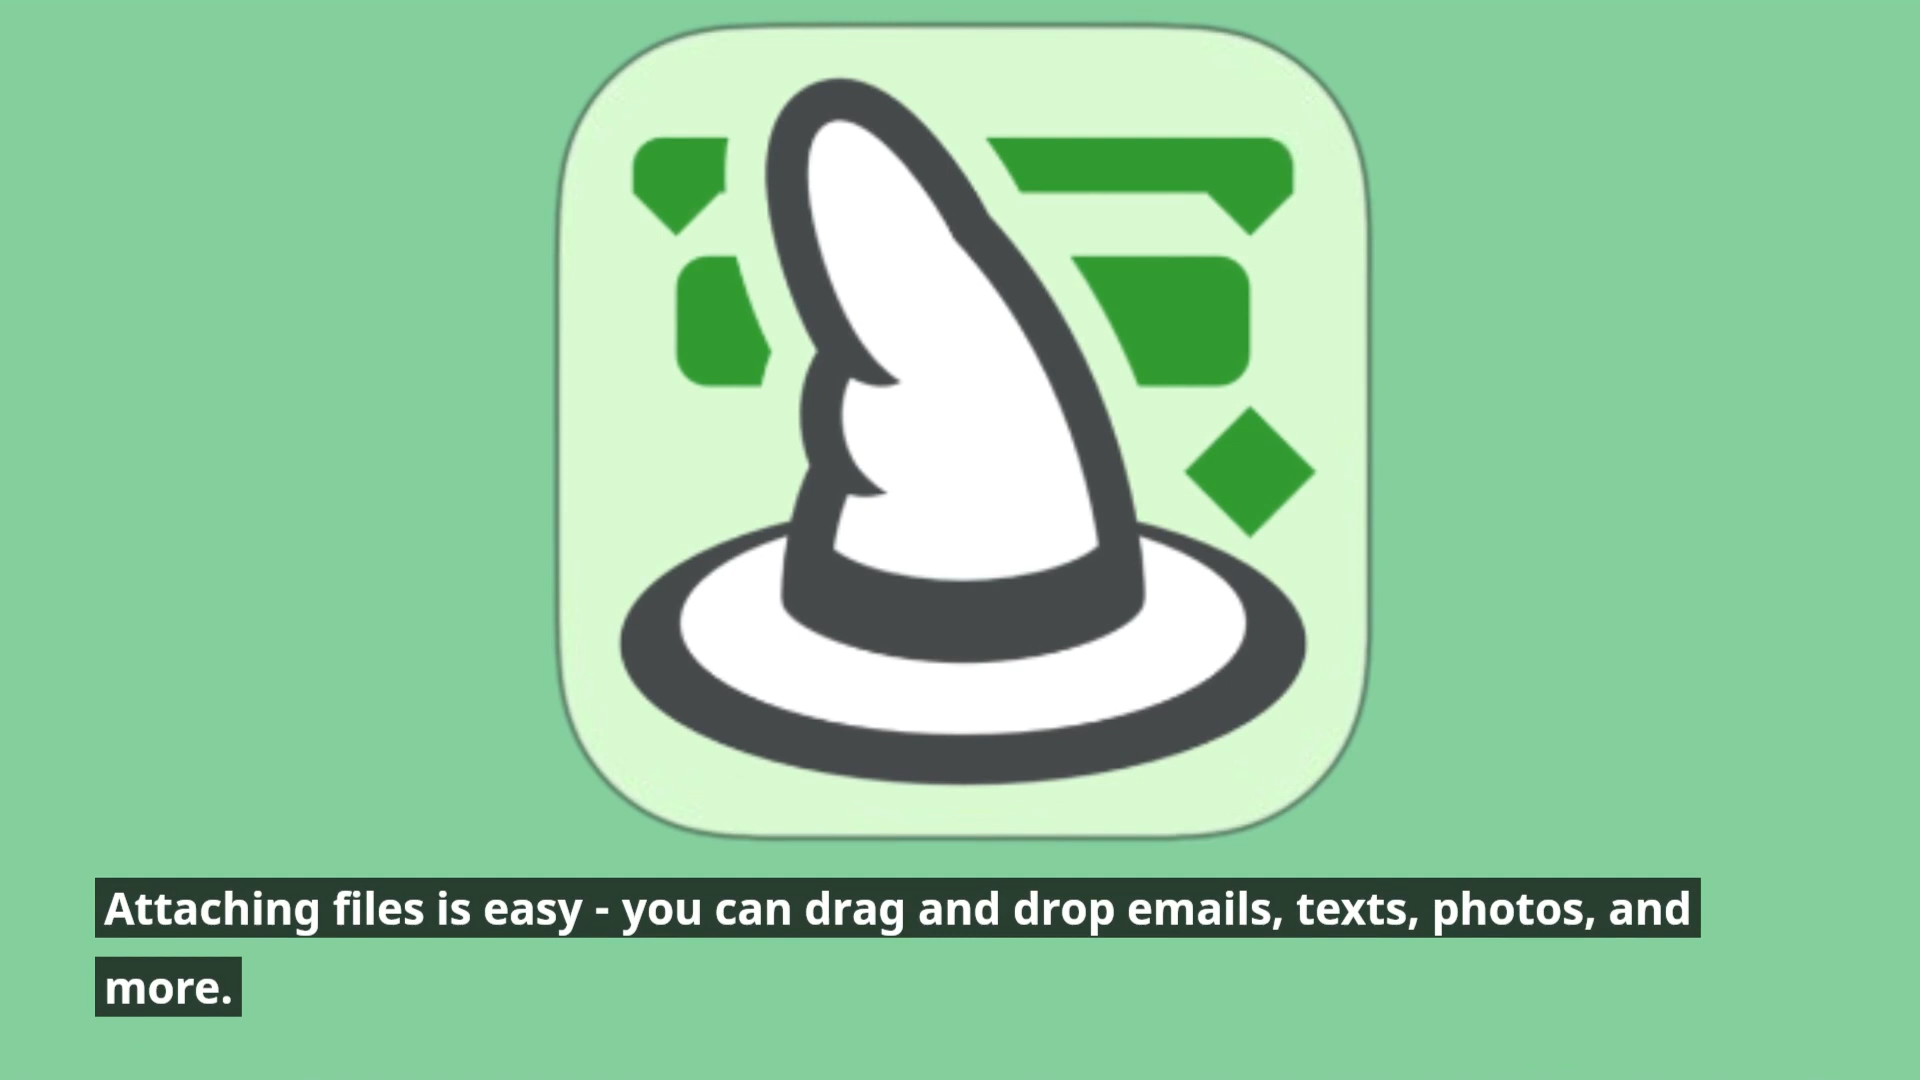 Attaching files is easy - you can drag and drop emails, texts, photos, and
more.